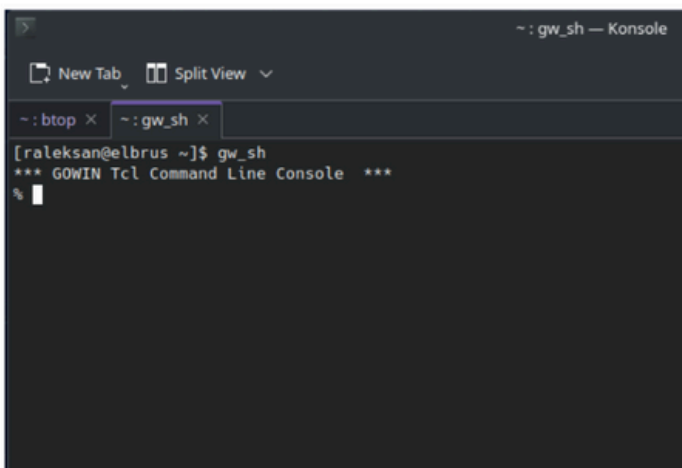 ~ : gw_sh — Konsole
New Tab Split View
~ : btop ~ : gw_sh
[raleksan@elbrus ~]$ gw_sh
*** GOWIN Tcl Command Line Console  ***
%